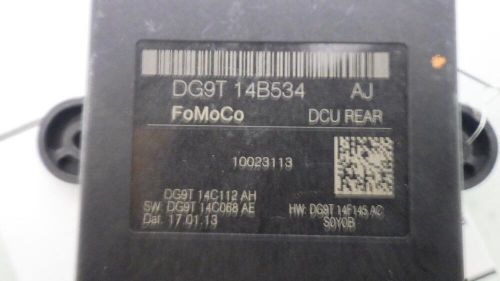 DG9T 14B534 AJ
FoMoCo DCU REAR
10023113
DG9T 14C112 AH
SW: DG9T 14C068 AE HW: DG9T 14F145 AC
Dat. 17.01.13 S0Y0B